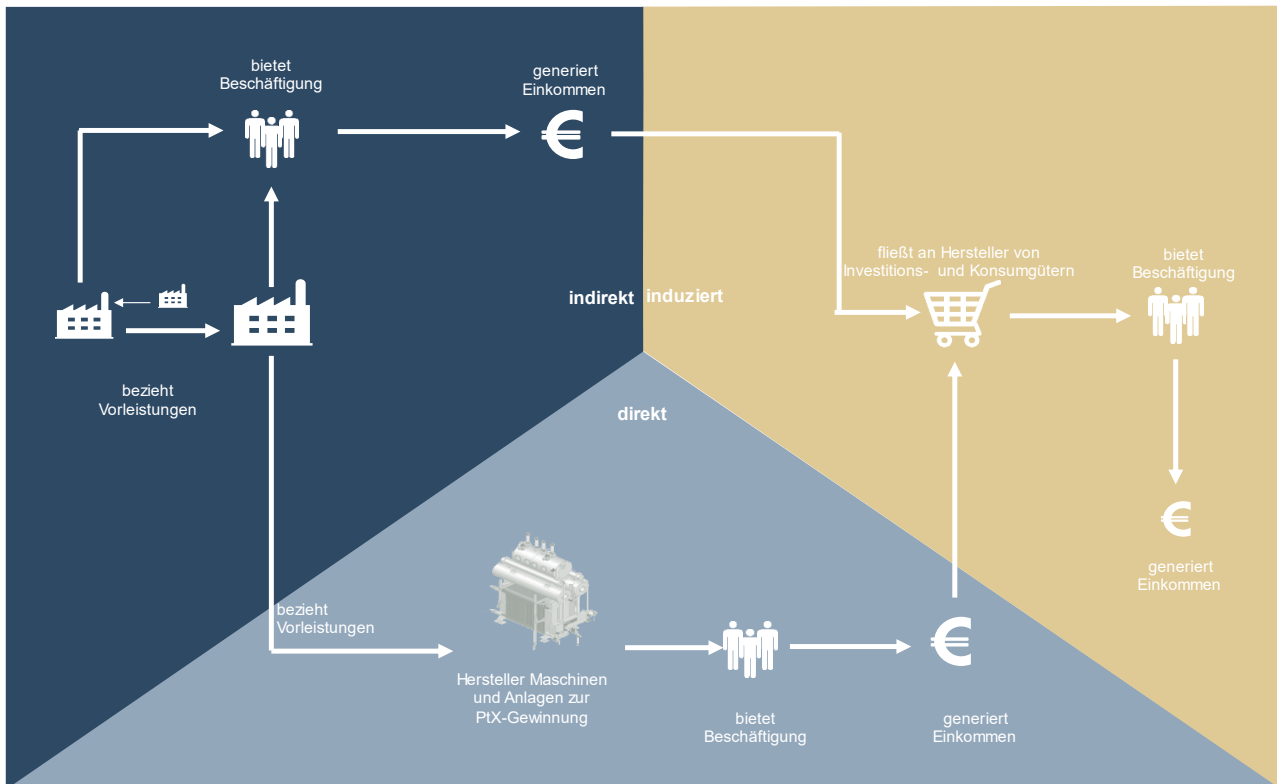 bietet
Beschäftigung
generiert
Einkommen
fließt an Hersteller von
Investitions- und Konsumgütern
bietet
Beschäftigung
indirekt
induziert
bezieht
Vorleistungen
direkt
generiert
Einkommen
bezieht
Vorleistungen
Hersteller Maschinen
und Anlagen zur
PtX-Gewinnung
bietet
Beschäftigung
generiert
Einkommen